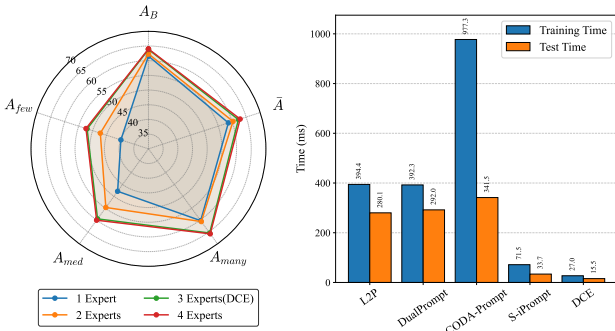 A_B
Ā
A_many
A_med
A_few
70
65
60
55
50
45
40
35
1 Expert
2 Experts
3 Experts(DCE)
4 Experts
Time (ms)
1000
800
600
400
200
0
Training Time
Test Time
394.4
280.1
392.3
292.0
977.3
341.5
71.5
33.7
27.0
15.5
L2P
DualPrompt
CODA-Prompt
S-iPrompt
DCE